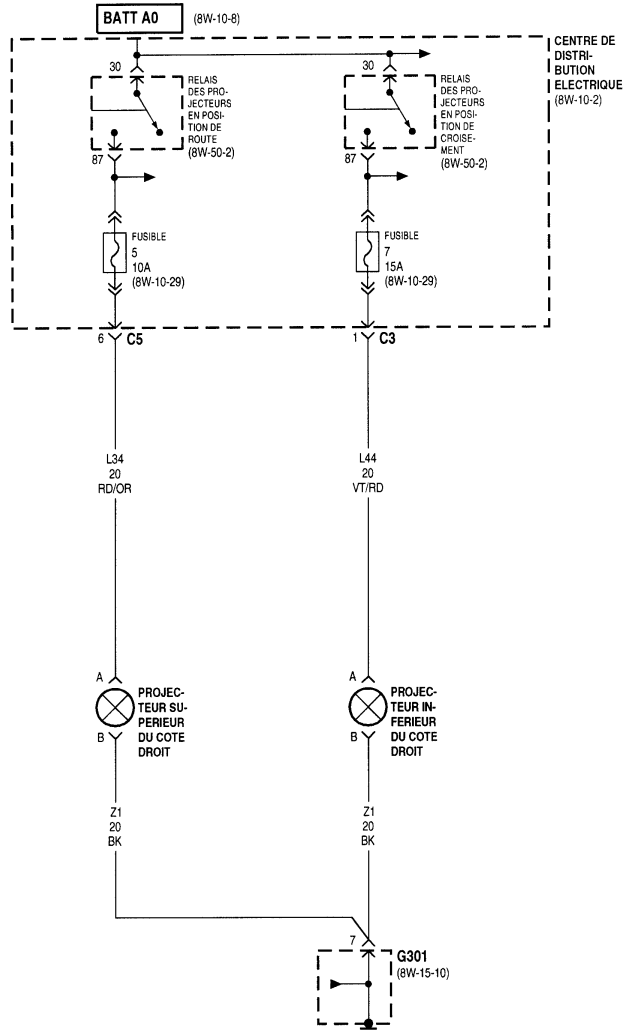 BATT A0
(8W-10-8)
CENTRE DE
DISTRI-
BUTION
ELECTRIQUE
(8W-10-2)
30
RELAIS
DES PRO-
JECTEURS
EN POSI-
TION DE
ROUTE
(8W-50-2)
87
30
RELAIS
DES PRO-
JECTEURS
EN POSI-
TION DE
CROISE-
MENT
(8W-50-2)
87
FUSIBLE
5
10A
(8W-10-29)
FUSIBLE
7
15A
(8W-10-29)
6
C5
1
C3
L34
20
RD/OR
L44
20
VT/RD
A
PROJEC-
TEUR SU-
PERIEUR
DU COTE
DROIT
B
A
PROJEC-
TEUR IN-
FERIEUR
DU COTE
DROIT
B
Z1
20
BK
Z1
20
BK
7
G301
(8W-15-10)